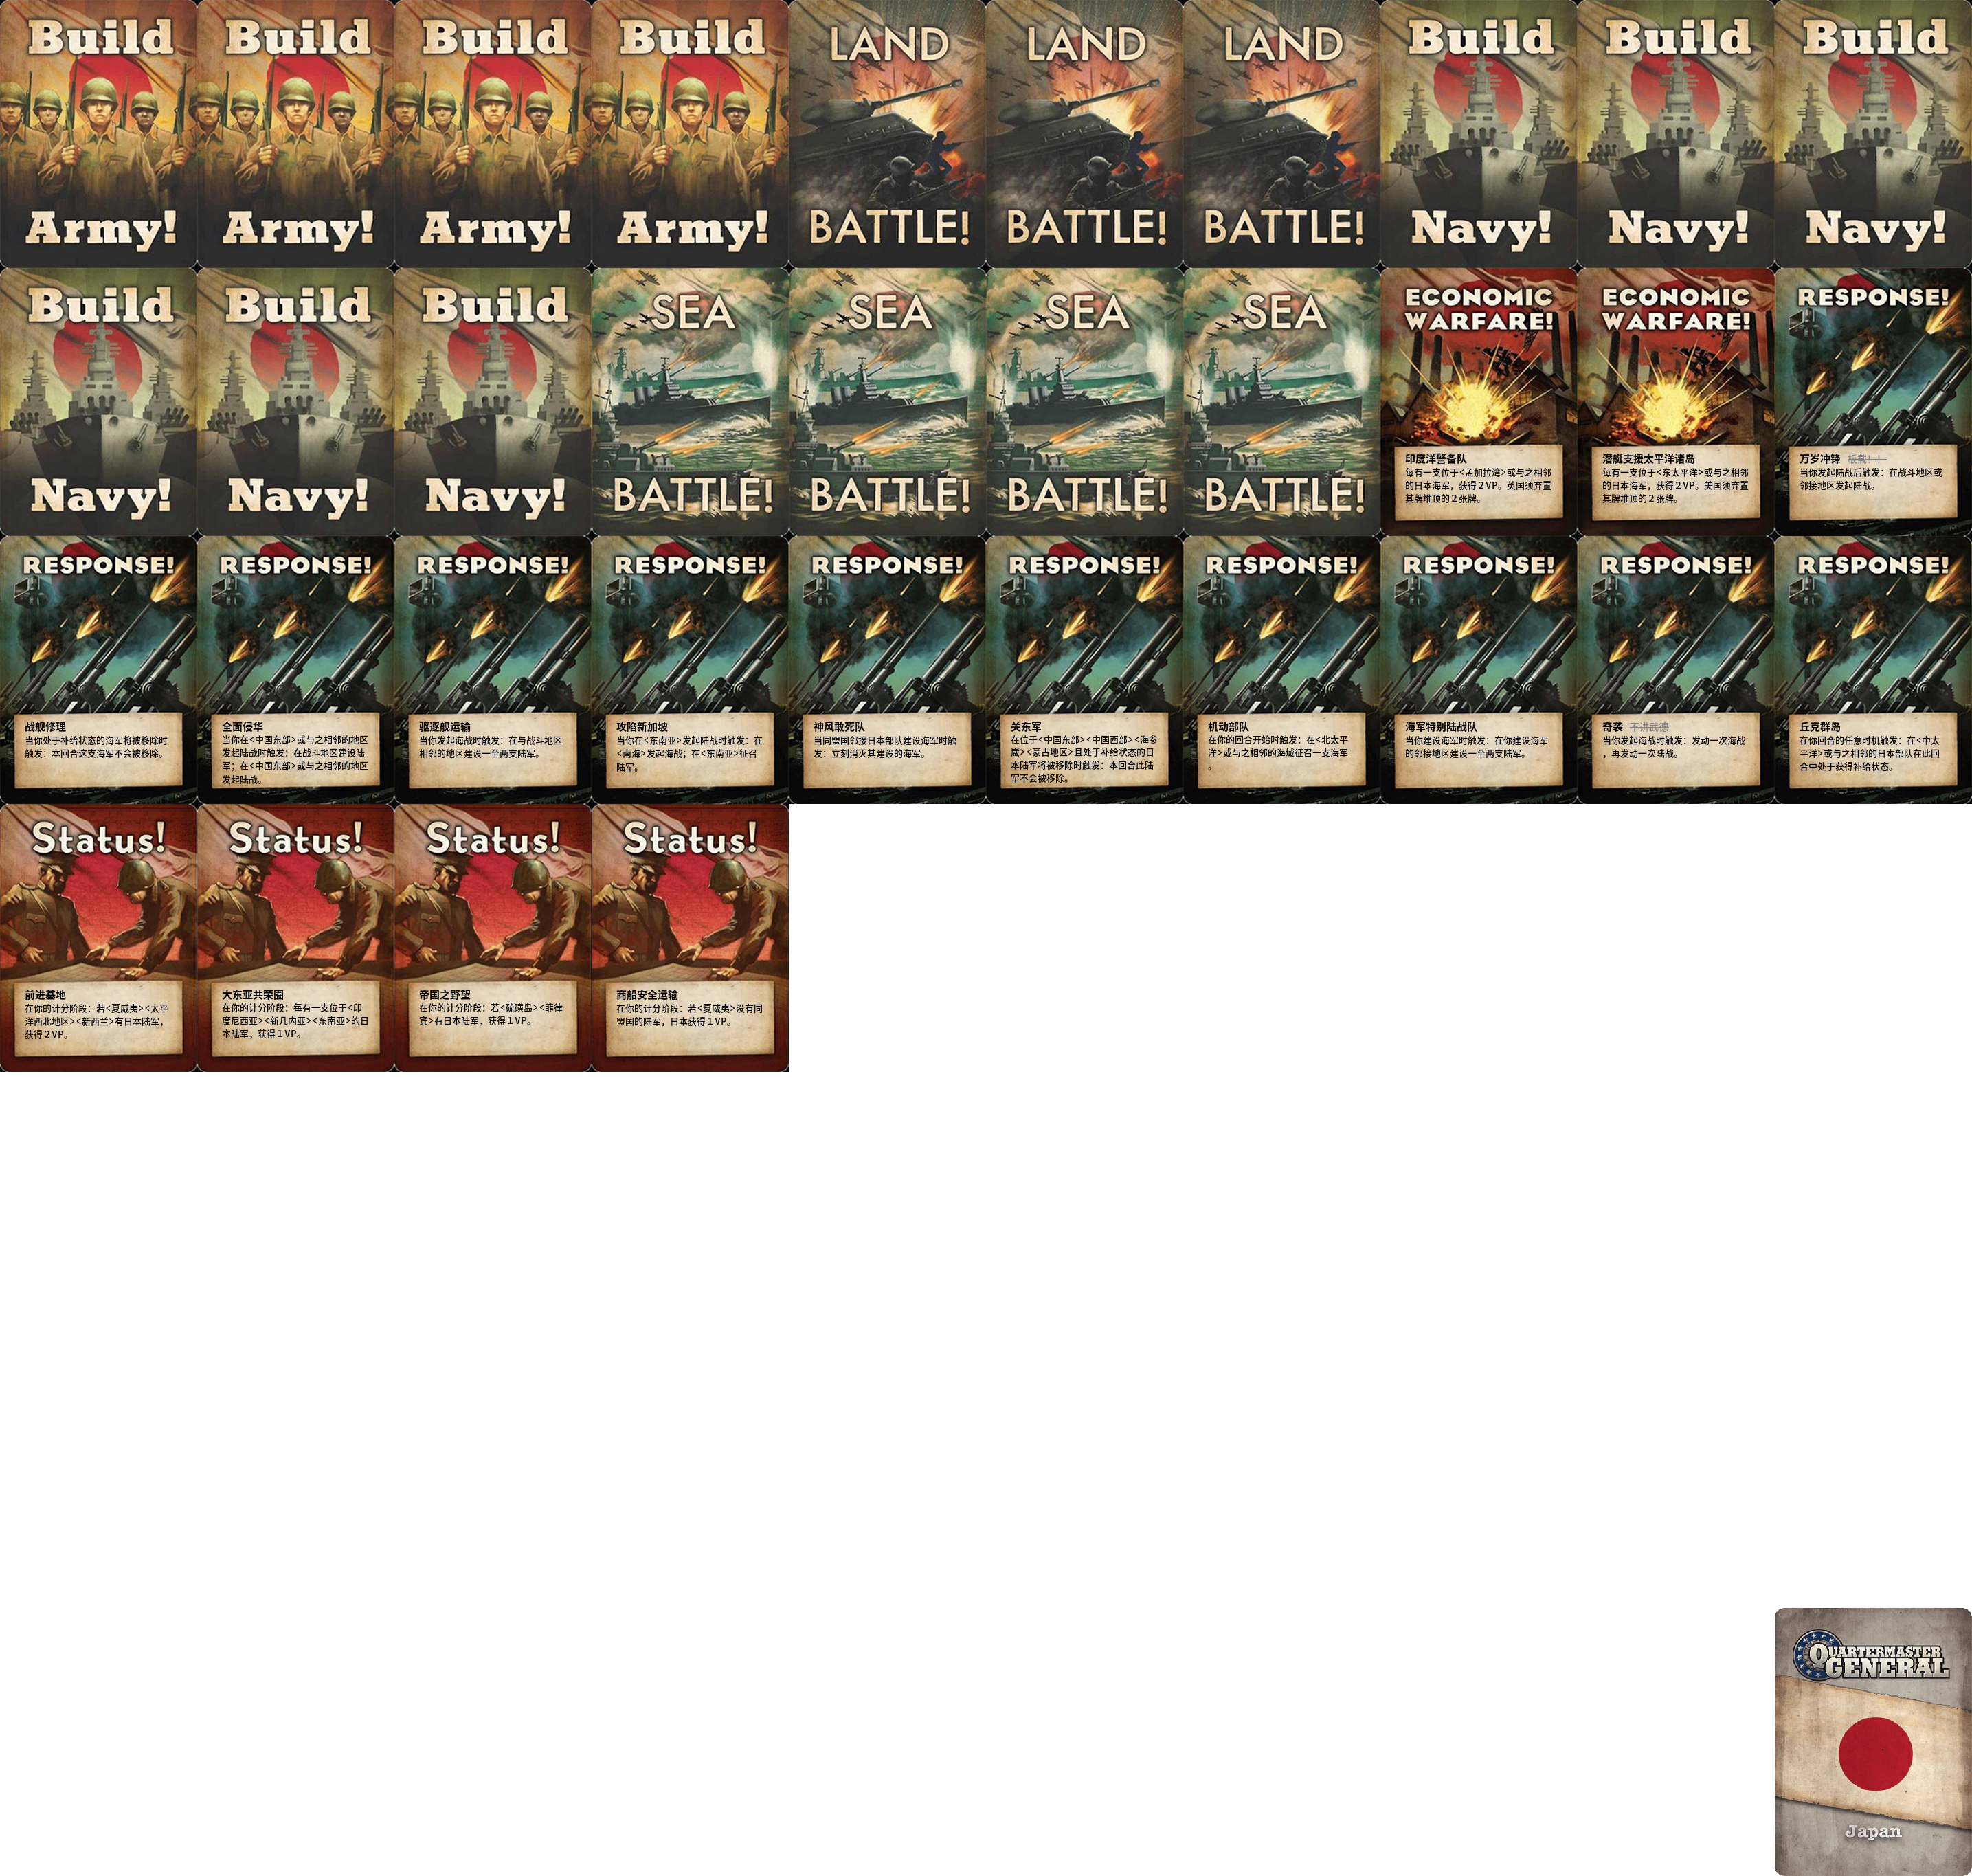 Build
Army!
Build
Army!
Build
Army!
Build
Army!
LAND
BATTLE!
LAND
BATTLE!
LAND
BATTLE!
Build
Navy!
Build
Navy!
Build
Navy!
Build
Navy!
Build
Navy!
Build
Navy!
SEA
BATTLE!
SEA
BATTLE!
SEA
BATTLE!
SEA
BATTLE!
ECONOMIC
WARFARE!
印度洋警备队
每有一支位于<孟加拉湾>或与之相邻
的日本海军，获得２VP。英国须弃置
其牌堆顶的２张牌。
ECONOMIC
WARFARE!
潜艇支援太平洋诸岛
每有一支位于<东太平洋>或与之相邻
的日本海军，获得２VP。美国须弃置
其牌堆顶的２张牌。
RESPONSE!
万岁冲锋 板载！！
当你发起陆战后触发：在战斗地区或
邻接地区发起陆战。
RESPONSE!
战舰修理
当你处于补给状态的海军将被移除时
触发：本回合这支海军不会被移除。
RESPONSE!
全面侵华
当你在<中国东部>或与之相邻的地区
发起陆战时触发：在战斗地区建设陆
军；在<中国东部>或与之相邻的地区
发起陆战。
RESPONSE!
驱逐舰运输
当你发起海战时触发：在与战斗地区
相邻的地区建设一至两支陆军。
RESPONSE!
攻陷新加坡
当你在<东南亚>发起陆战时触发：在
<南海>发起海战；在<东南亚>征召
陆军。
RESPONSE!
神风敢死队
当同盟国邻接日本部队建设海军时触
发：立刻消灭其建设的海军。
RESPONSE!
关东军
在位于<中国东部><中国西部><海参
崴><蒙古地区>且处于补给状态的日
本陆军将被移除时触发：本回合此陆
军不会被移除。
RESPONSE!
机动部队
在你的回合开始时触发：在<北太平
洋>或与之相邻的海域征召一支海军
。
RESPONSE!
海军特别陆战队
当你建设海军时触发：在你建设海军
的邻接地区建设一至两支陆军。
RESPONSE!
奇袭 不讲武德
当你发起海战时触发：发动一次海战
，再发动一次陆战。
RESPONSE!
丘克群岛
在你回合的任意时机触发：在<中太
平洋>或与之相邻的日本部队在此回
合中处于获得补给状态。
Status!
前进基地
在你的计分阶段：若<夏威夷><太平
洋西北地区><新西兰>有日本陆军，
获得２VP。
Status!
大东亚共荣圈
在你的计分阶段：每有一支位于<印
度尼西亚><新几内亚><东南亚>的日
本陆军，获得１VP。
Status!
帝国之野望
在你的计分阶段：若<硫磺岛><菲律
宾>有日本陆军，获得１VP。
Status!
商船安全运输
在你的计分阶段：若<夏威夷>没有同
盟国的陆军，日本获得１VP。
QUARTERMASTER
GENERAL
Japan